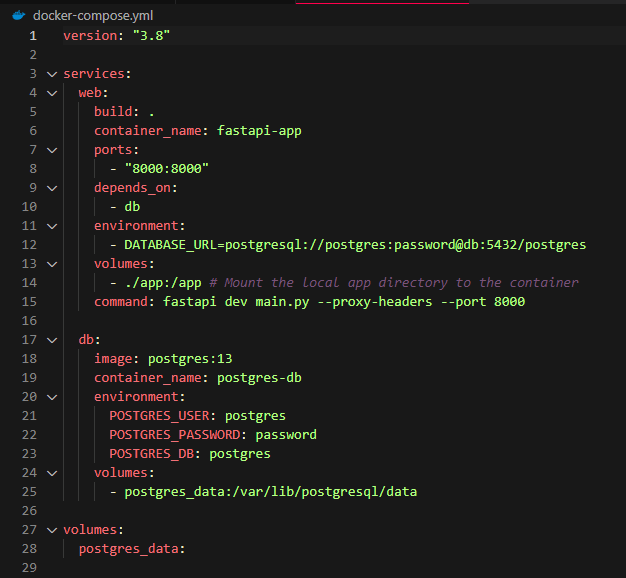 docker-compose.yml
1 version: "3.8"
2
3 services:
4   web:
5     build: .
6     container_name: fastapi-app
7     ports:
8       - "8000:8000"
9     depends_on:
10       - db
11     environment:
12       - DATABASE_URL=postgresql://postgres:password@db:5432/postgres
13     volumes:
14       - ./app:/app # Mount the local app directory to the container
15     command: fastapi dev main.py --proxy-headers --port 8000
16
17   db:
18     image: postgres:13
19     container_name: postgres-db
20     environment:
21       POSTGRES_USER: postgres
22       POSTGRES_PASSWORD: password
23       POSTGRES_DB: postgres
24     volumes:
25       - postgres_data:/var/lib/postgresql/data
26
27 volumes:
28   postgres_data:
29